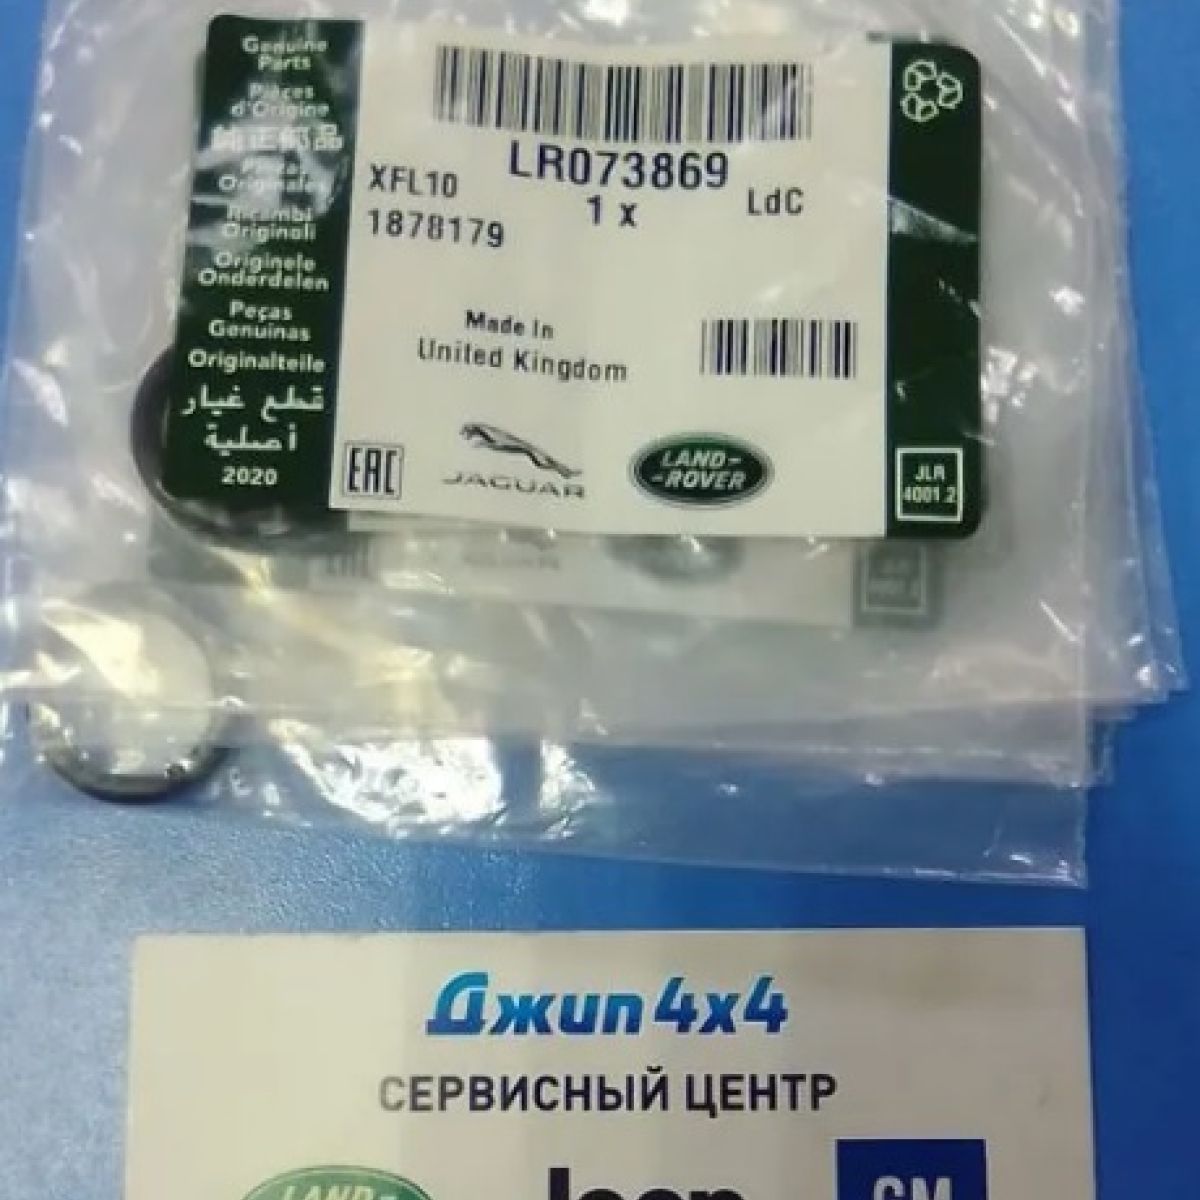 Genuine
Parts
Pièces
d'Origine
純正部品
Originales
Ricambi
Originali
Originele
Onderdelen
Peças
Genuinas
Originalteile
قطع غيار
أصلية
2020
LR073869
XFL10
1 x
LdC
1878179
Made In
United Kingdom
EAC
JAGUAR
LAND-
-ROVER
JLR
4001.2
Джип 4x4
СЕРВИСНЫЙ ЦЕНТР
LAND-
Jeep
GM